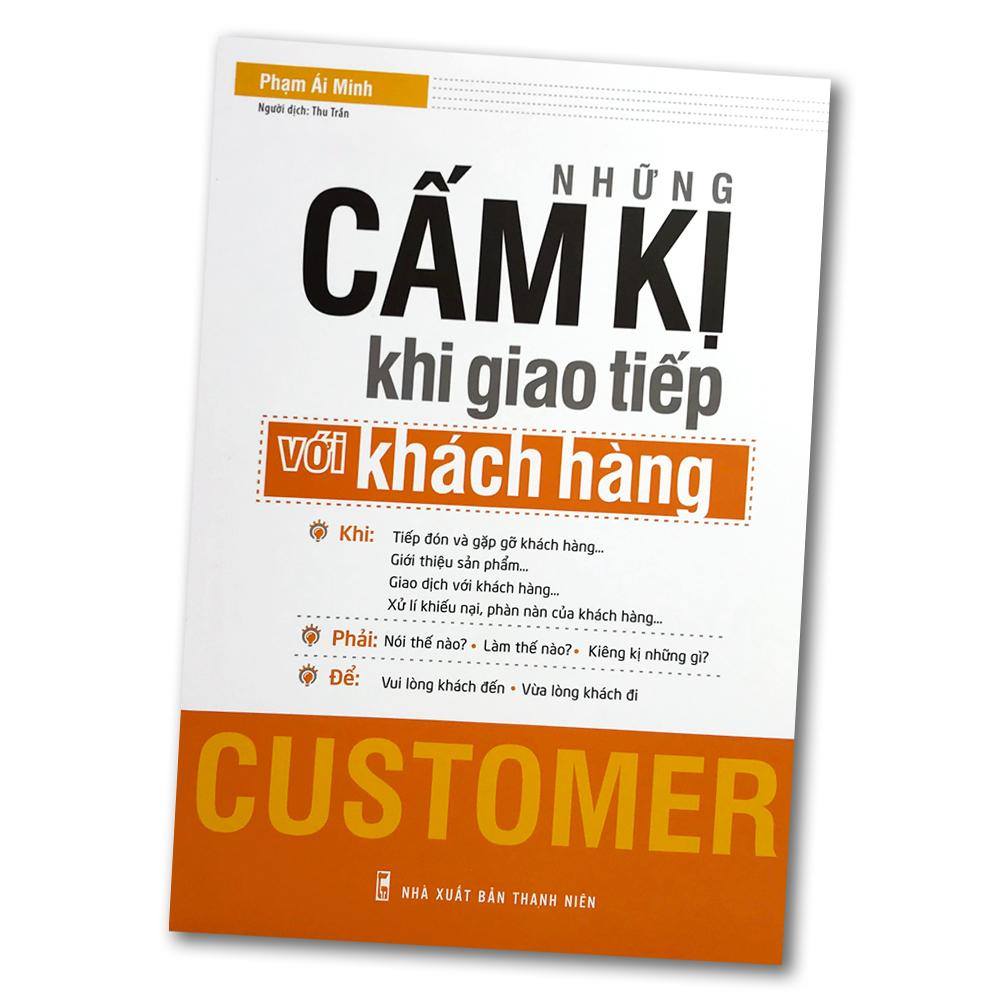 Phạm Ái Minh
Người dịch: Thu Trần
NHỮNG
CẤM KỊ
khi giao tiếp
với khách hàng
Khi: Tiếp đón và gặp gỡ khách hàng...
Giới thiệu sản phẩm...
Giao dịch với khách hàng...
Xử lí khiếu nại, phàn nàn của khách hàng...
Phải: Nói thế nào? • Làm thế nào? • Kiêng kị những gì?
Để: Vui lòng khách đến • Vừa lòng khách đi
CUSTOMER
NHÀ XUẤT BẢN THANH NIÊN